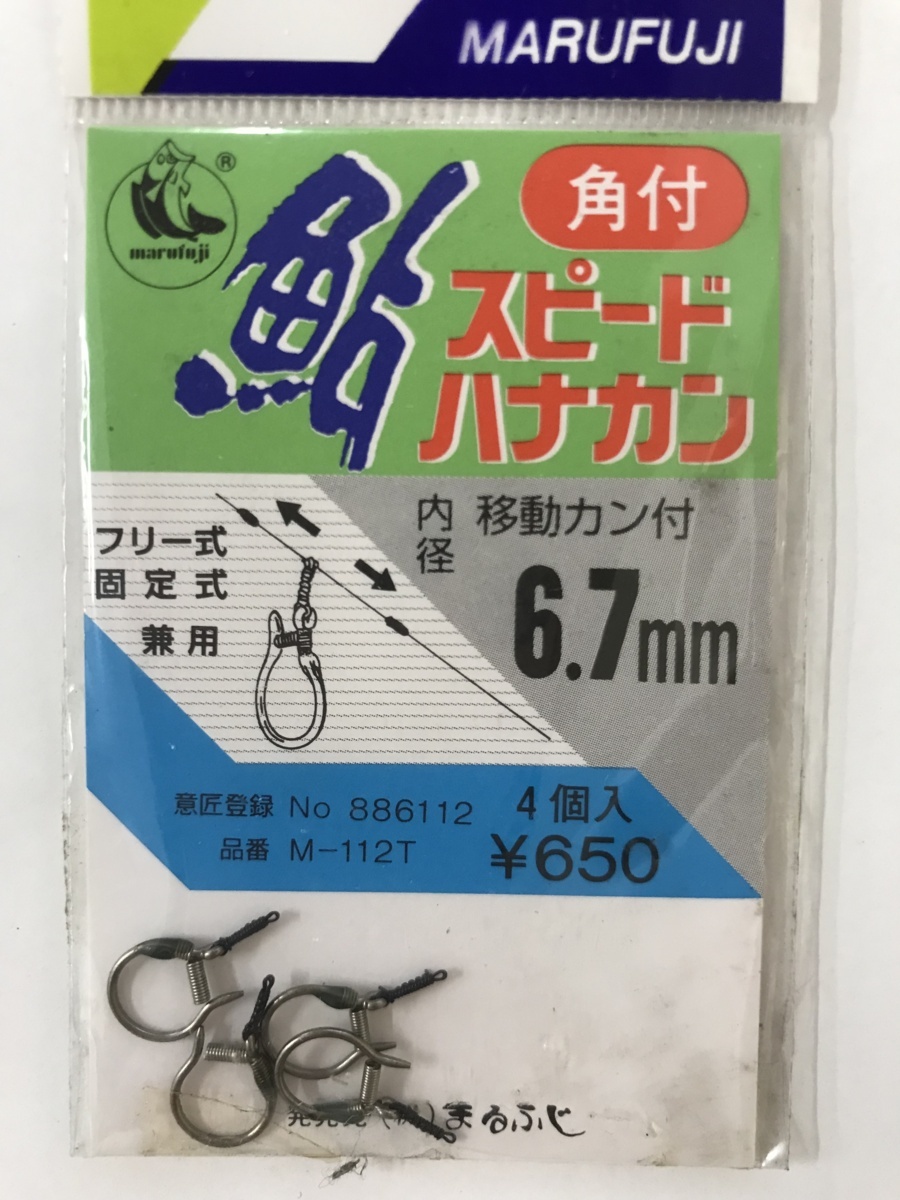 MARUFUJI
®
marufuji
鮎
角付
スピード
ハナカン
フリー式
固定式
兼用
内径
移動カン付
6.7mm
意匠登録 No 886112
4個入
品番 M-112T
¥650
まるふじ